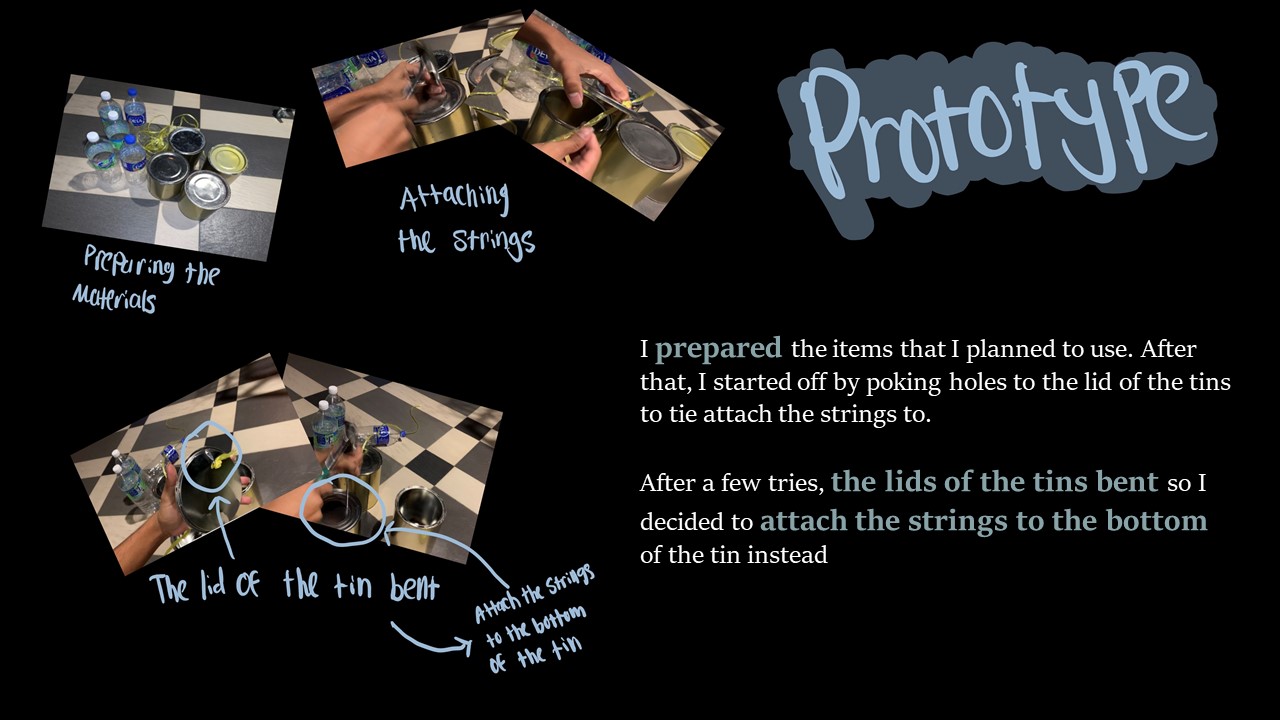 Prototype
Preparing the
Materials
Attaching
the Strings
I prepared the items that I planned to use. After
that, I started off by poking holes to the lid of the tins
to tie attach the strings to.
After a few tries, the lids of the tins bent so I
decided to attach the strings to the bottom
of the tin instead
The lid of the tin bent
Attach the Strings
to the bottom
of the tin